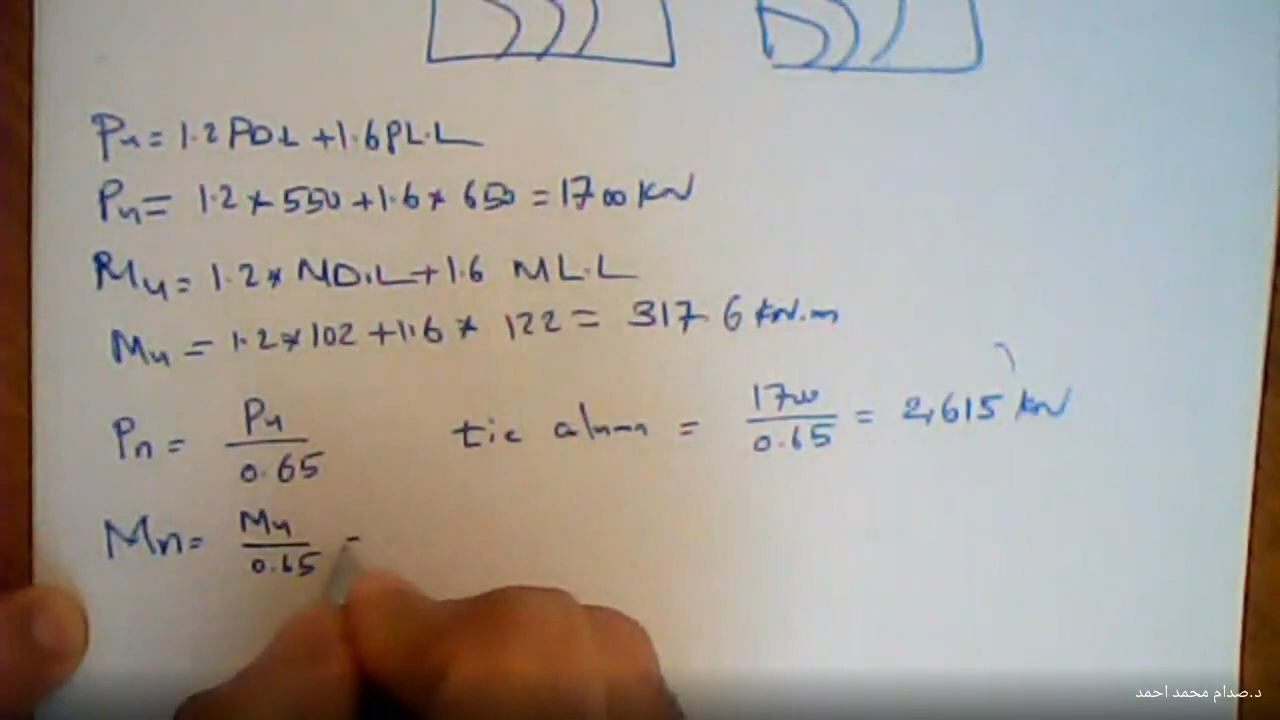 Pu = 1.2 PD.L + 1.6 PL.L
Pu = 1.2 * 550 + 1.6 * 650 = 1700 kN
Mu = 1.2 * MD.L + 1.6 ML.L
Mu = 1.2 * 102 + 1.6 * 122 = 317.6 kN.m
Pn = Pu / 0.65 tie column = 1700 / 0.65 = 2,615 kN
Mn = Mu / 0.65 =
د.صدام محمد احمد